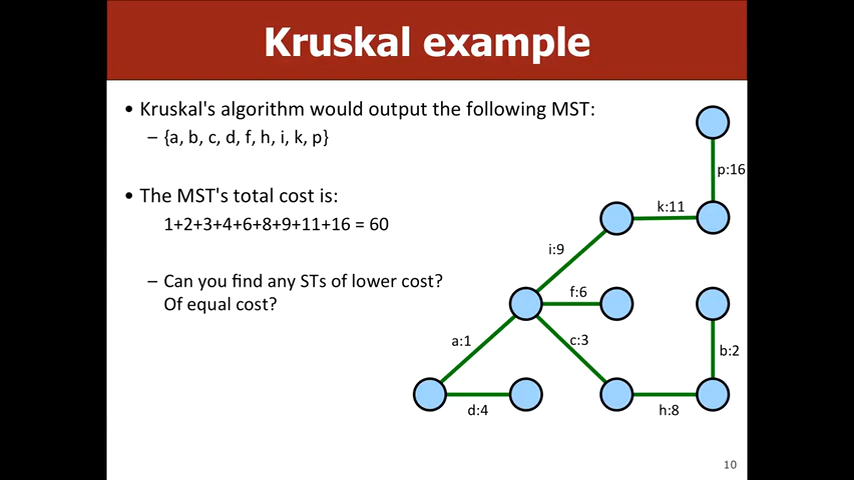 Kruskal example
• Kruskal's algorithm would output the following MST:
– {a, b, c, d, f, h, i, k, p}
• The MST's total cost is:
1+2+3+4+6+8+9+11+16 = 60
– Can you find any STs of lower cost?
Of equal cost?
p:16
k:11
i:9
f:6
a:1
c:3
b:2
d:4
h:8
10